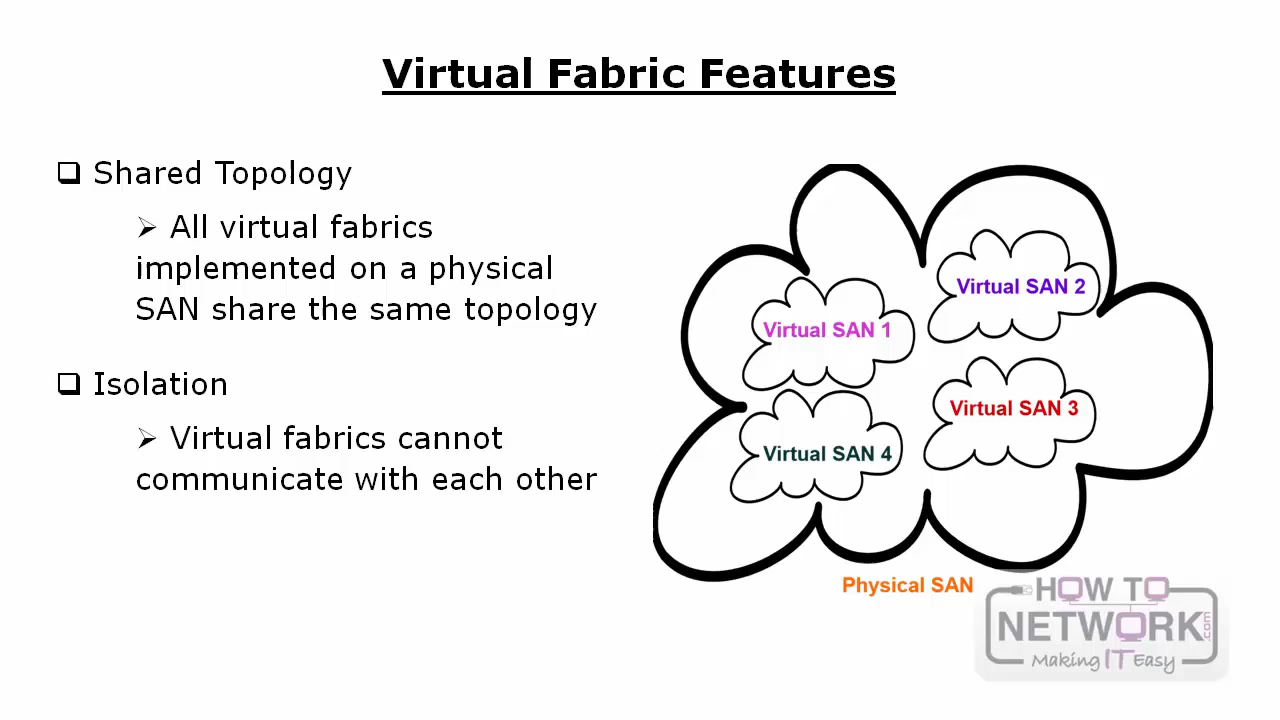 Virtual Fabric Features
❑ Shared Topology
➢ All virtual fabrics
implemented on a physical
SAN share the same topology
❑ Isolation
➢ Virtual fabrics cannot
communicate with each other
Virtual SAN 1
Virtual SAN 2
Virtual SAN 3
Virtual SAN 4
Physical SAN
HOW TO
NETWORK.com
Making IT Easy